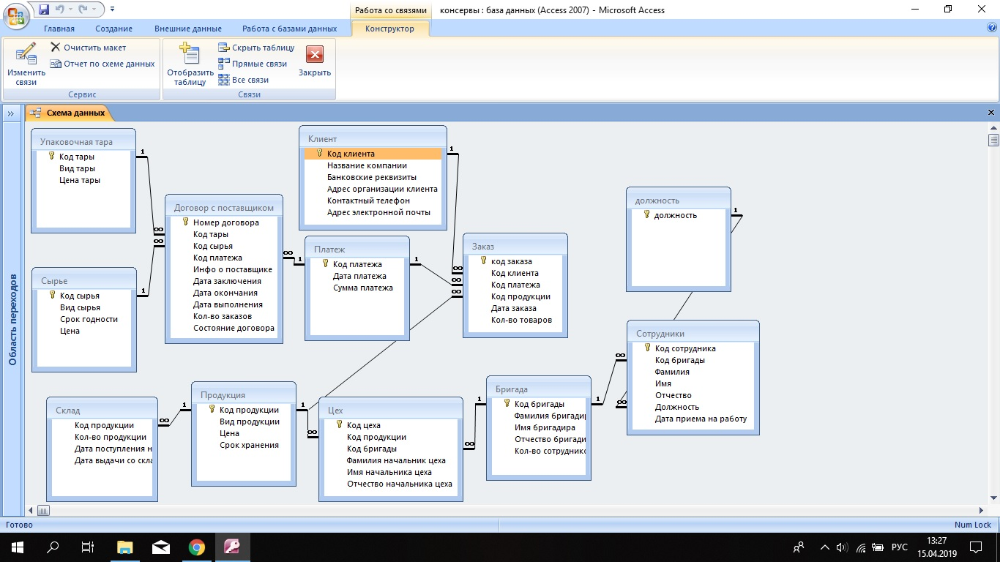 Работа со связями
консервы : база данных (Access 2007) - Microsoft Access
Главная Создание Внешние данные Работа с базами данных Конструктор
Изменить связи
Очистить макет
Отчет по схеме данных
Сервис
Отобразить таблицу
Скрыть таблицу
Прямые связи
Все связи
Закрыть
Связи
Схема данных
Область переходов
Упаковочная тара
Код тары
Вид тары
Цена тары
1
∞
Сырье
Код сырья
Вид сырья
Срок годности
Цена
1
∞
Договор с поставщиком
Номер договора
Код тары
Код сырья
Код платежа
Инфо о поставщике
Дата заключения
Дата окончания
Дата выполнения
Кол-во заказов
Состояние договора
∞
1
Клиент
Код клиента
Название компании
Банковские реквизиты
Адрес организации клиента
Контактный телефон
Адрес электронной почты
1
Платеж
Код платежа
Дата платежа
Сумма платежа
1
Заказ
код заказа
Код клиента
Код платежа
Код продукции
Дата заказа
Кол-во товаров
∞
∞
∞
должность
должность
1
Сотрудники
Код сотрудника
Код бригады
Фамилия
Имя
Отчество
Должность
Дата приема на работу
∞
∞
Склад
Код продукции
Кол-во продукции
Дата поступления н
Дата выдачи со скла
∞
1
Продукция
Код продукции
Вид продукции
Цена
Срок хранения
1
∞
Цех
Код цеха
Код продукции
Код бригады
Фамилия начальник цеха
Имя начальника цеха
Отчество начальника цеха
∞
1
Бригада
Код бригады
Фамилия бригади
Имя бригадира
Отчество бригади
Кол-во сотруднико
1
Готово
Num Lock
РУС
13:27
15.04.2019